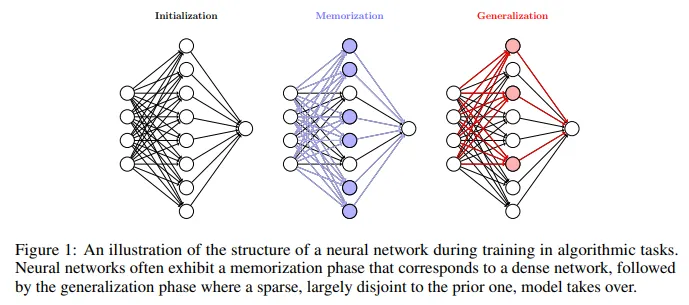 Initialization Memorization Generalization
Figure 1: An illustration of the structure of a neural network during training in algorithmic tasks.
Neural networks often exhibit a memorization phase that corresponds to a dense network, followed
by the generalization phase where a sparse, largely disjoint to the prior one, model takes over.